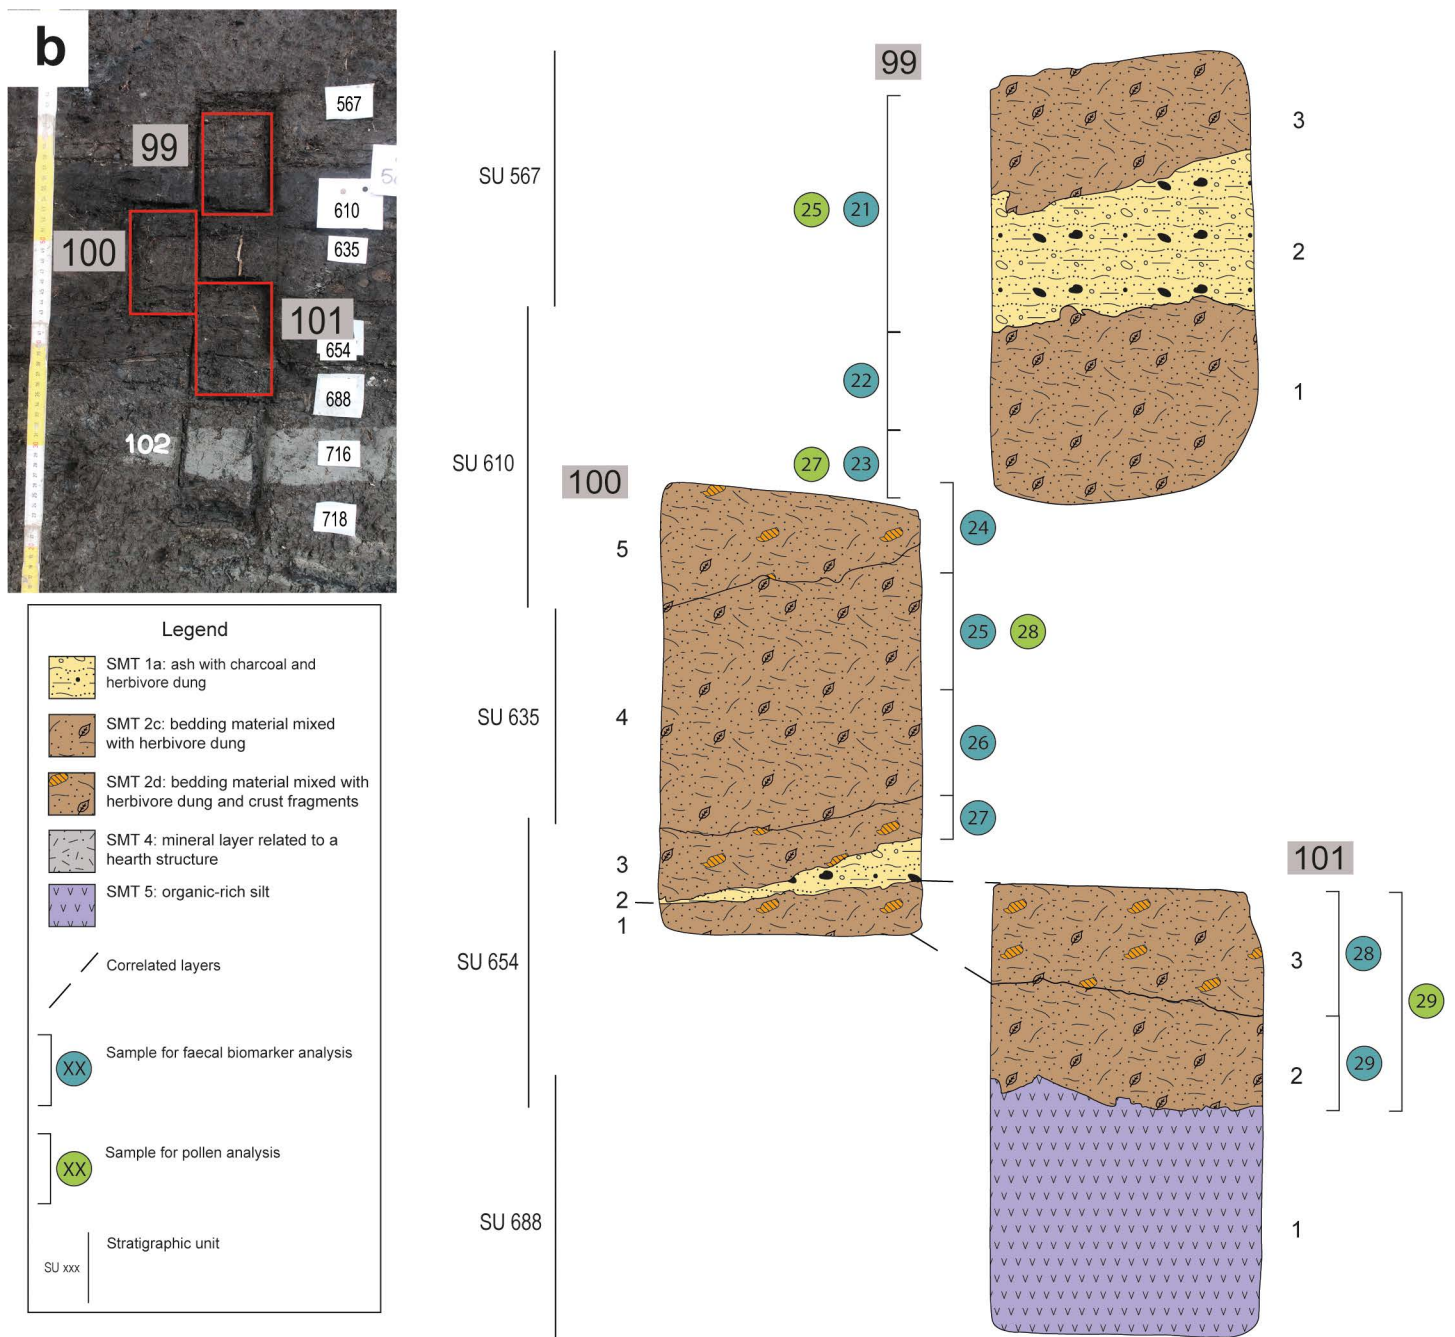 b
567
99
610
100
635
101
654
688
102
716
718
Legend
SMT 1a: ash with charcoal and
herbivore dung
SMT 2c: bedding material mixed
with herbivore dung
SMT 2d: bedding material mixed with
herbivore dung and crust fragments
SMT 4: mineral layer related to a
hearth structure
SMT 5: organic-rich silt
Correlated layers
XX
Sample for faecal biomarker analysis
XX
Sample for pollen analysis
SU xxx
Stratigraphic unit
SU 567
SU 610
SU 635
SU 654
SU 688
99
25 21
22
27 23
3
2
1
100
5
4
3
2
1
24
25 28
26
27
101
3
2
1
28
29
29